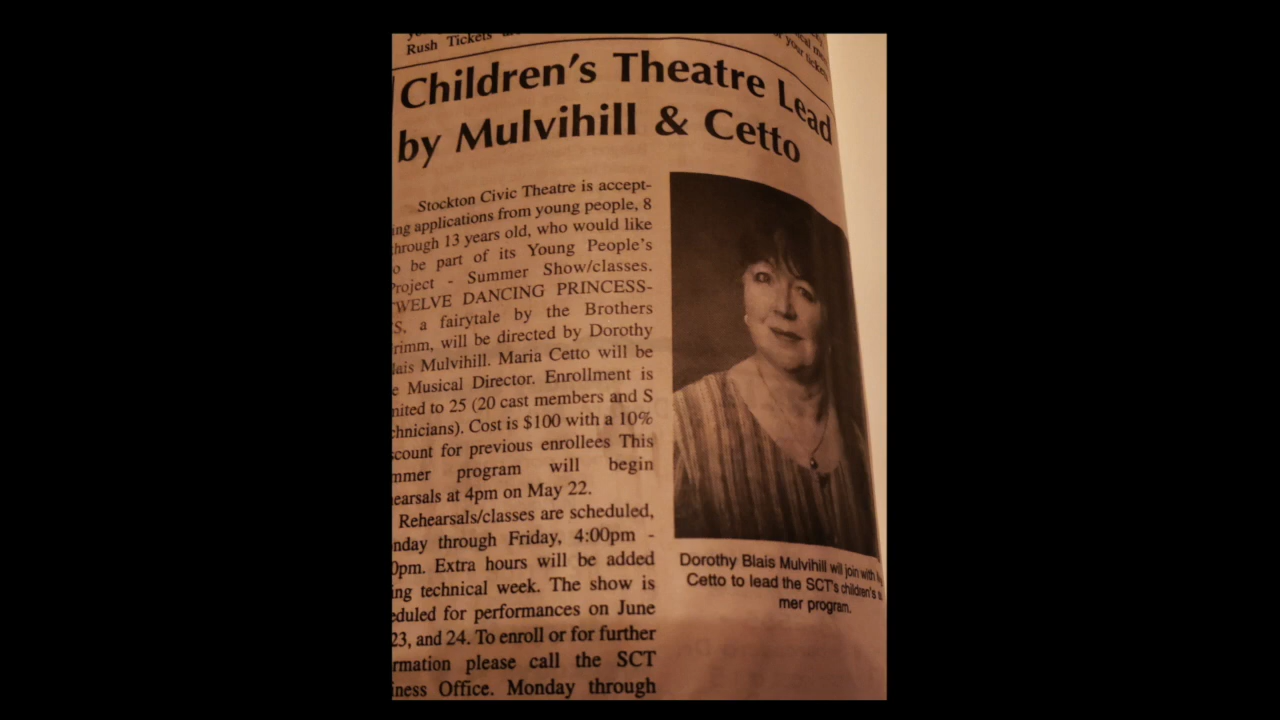 Rush Tickets
your tickets
Children's Theatre Lead
by Mulvihill & Cetto
Stockton Civic Theatre is accept-
ing applications from young people, 8
through 13 years old, who would like
o be part of its Young People's
Project - Summer Show/classes.
TWELVE DANCING PRINCESS-
S, a fairytale by the Brothers
rimm, will be directed by Dorothy
lais Mulvihill. Maria Cetto will be
e Musical Director. Enrollment is
mited to 25 (20 cast members and S
chnicians). Cost is $100 with a 10%
scount for previous enrollees This
mmer program will begin
earsals at 4pm on May 22.
Rehearsals/classes are scheduled,
nday through Friday, 4:00pm -
0pm. Extra hours will be added
ing technical week. The show is
eduled for performances on June
23, and 24. To enroll or for further
rmation please call the SCT
iness Office. Monday through
Dorothy Blais Mulvihill will join with
Cetto to lead the SCT's children's s
mer program.